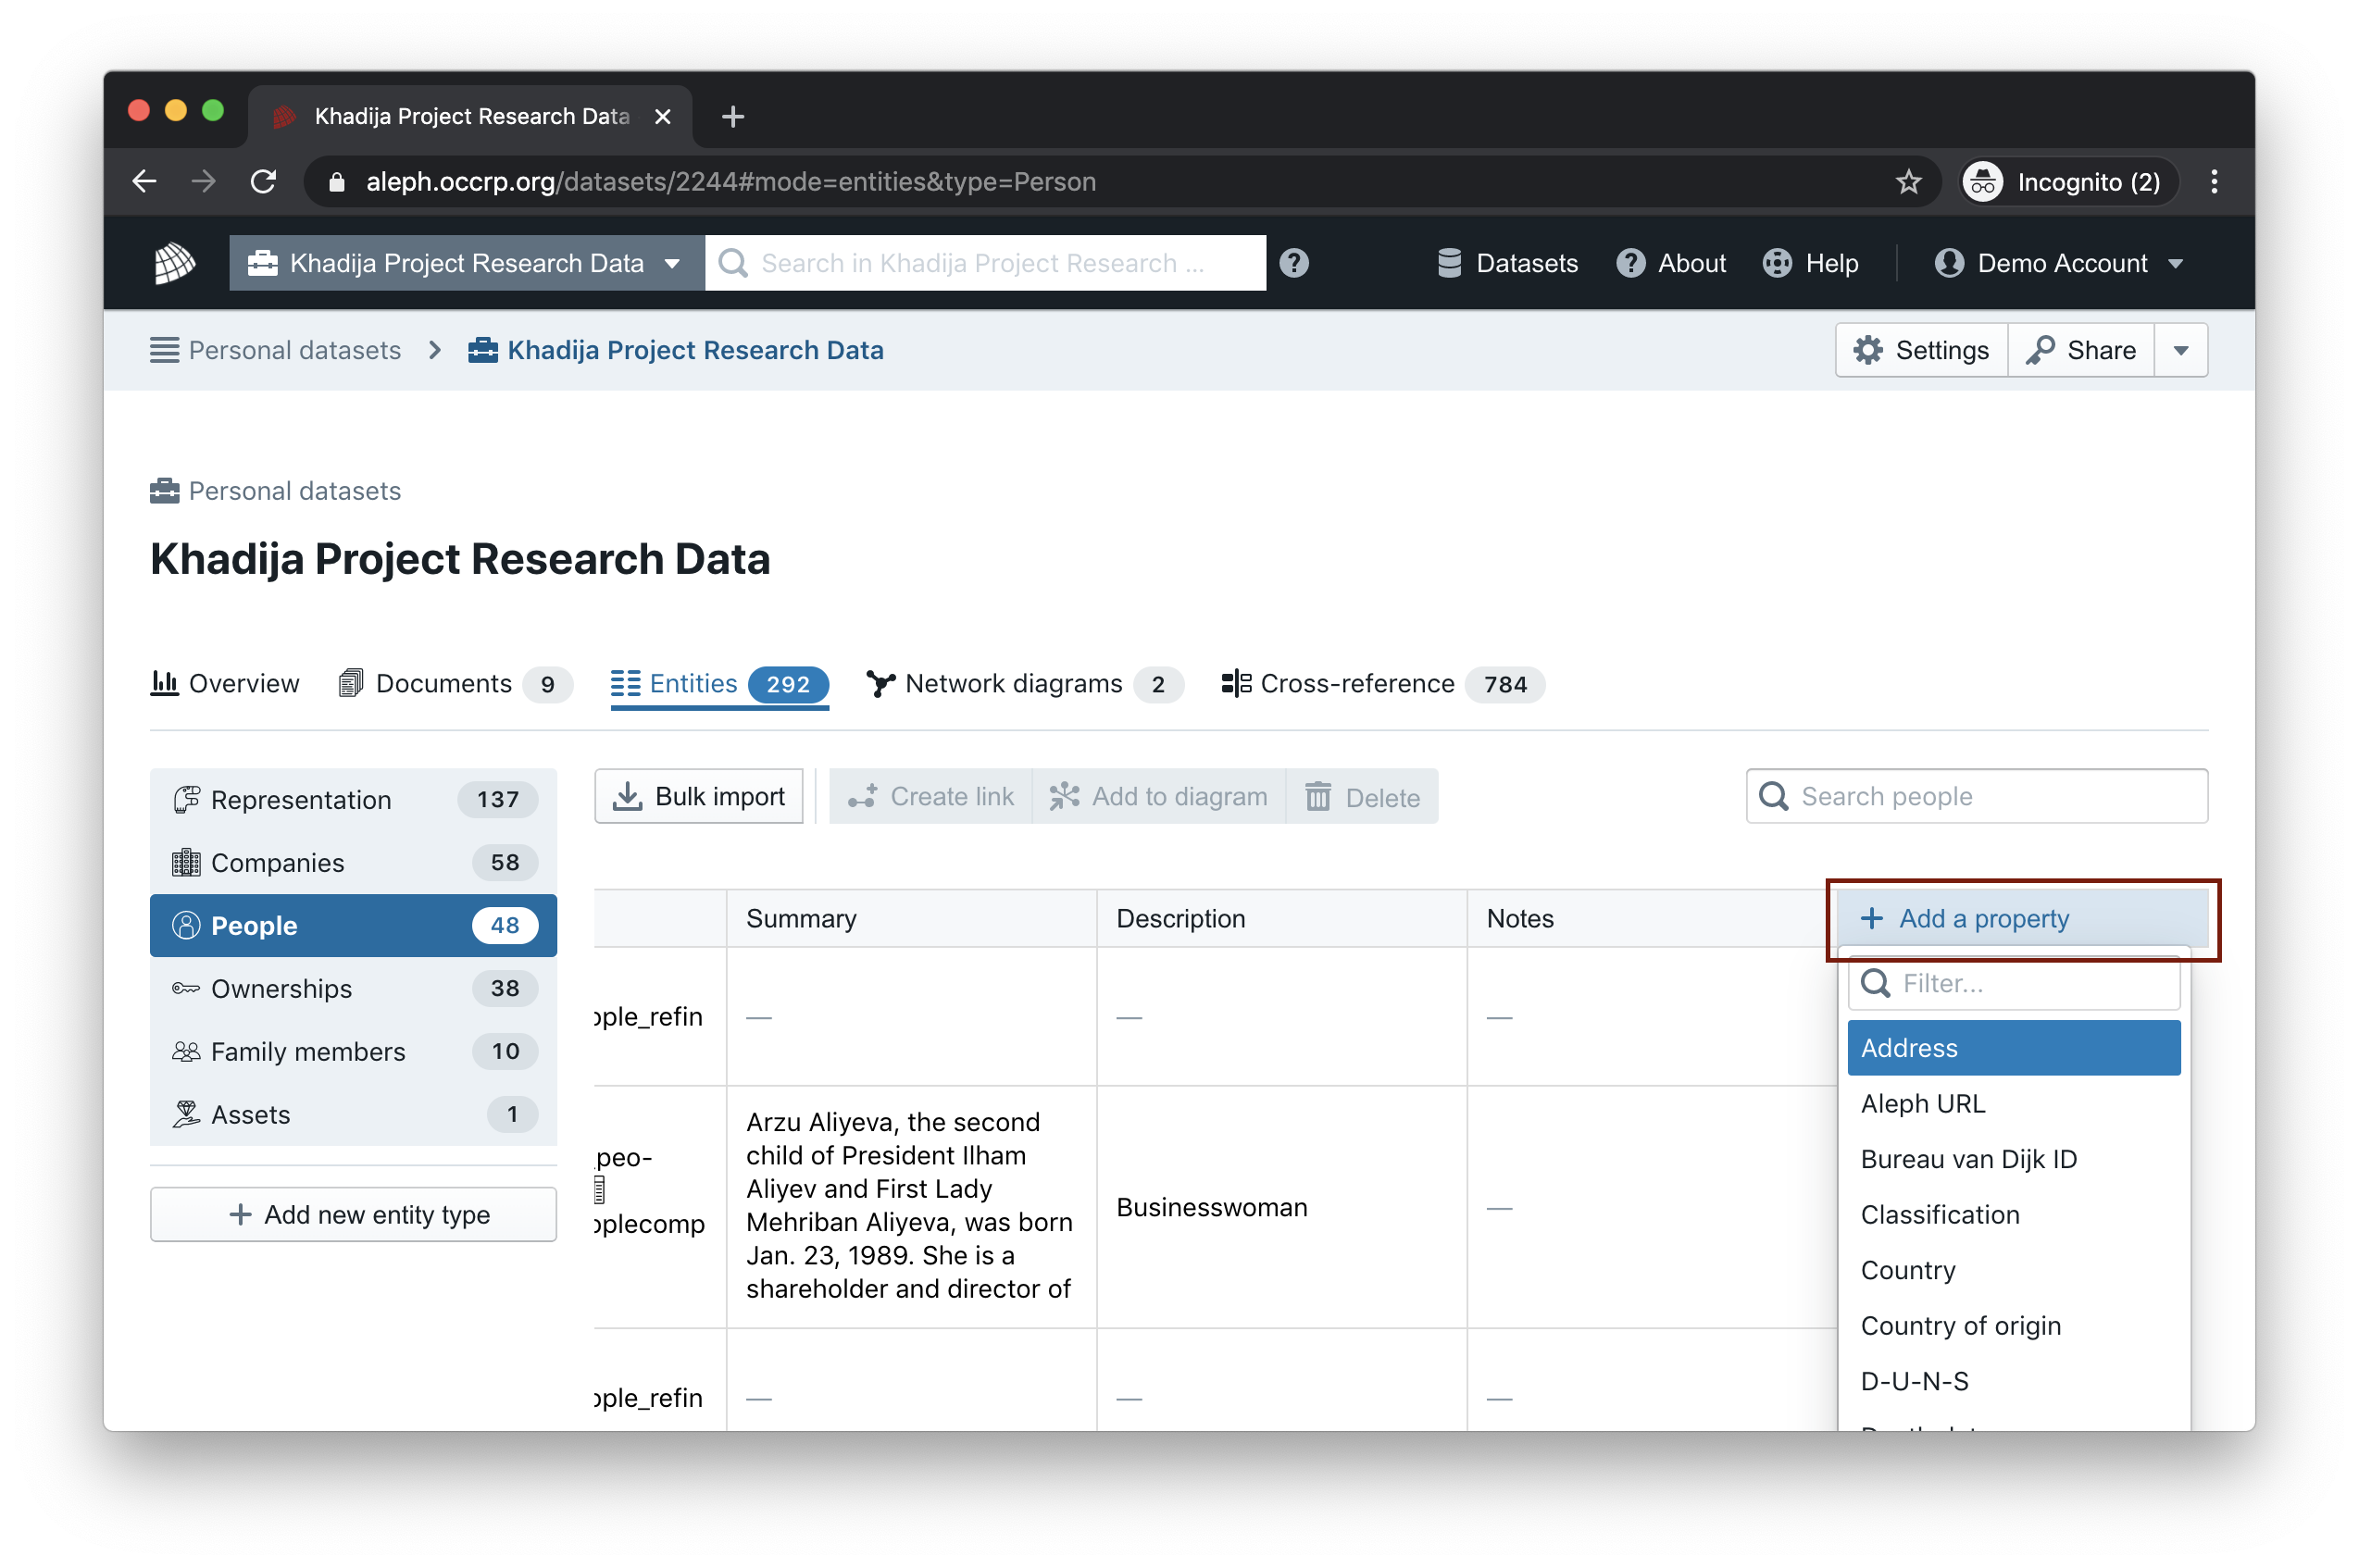 Khadija Project Research Data
aleph.occrp.org/datasets/2244#mode=entities&type=Person
Incognito (2)
Khadija Project Research Data
Search in Khadija Project Research ...
Datasets
About
Help
Demo Account
Personal datasets
Khadija Project Research Data
Settings
Share
Personal datasets
Khadija Project Research Data
Overview
Documents 9
Entities 292
Network diagrams 2
Cross-reference 784
Representation 137
Companies 58
People 48
Ownerships 38
Family members 10
Assets 1
+ Add new entity type
Bulk import
Create link
Add to diagram
Delete
Search people
Summary
Description
Notes
+ Add a property
Filter...
Address
Aleph URL
Bureau van Dijk ID
Classification
Country
Country of origin
D-U-N-S
ople_refin
—
—
—
peo-
oplecomp
Arzu Aliyeva, the second
child of President Ilham
Aliyev and First Lady
Mehriban Aliyeva, was born
Jan. 23, 1989. She is a
shareholder and director of
Businesswoman
—
ople_refin
—
—
—